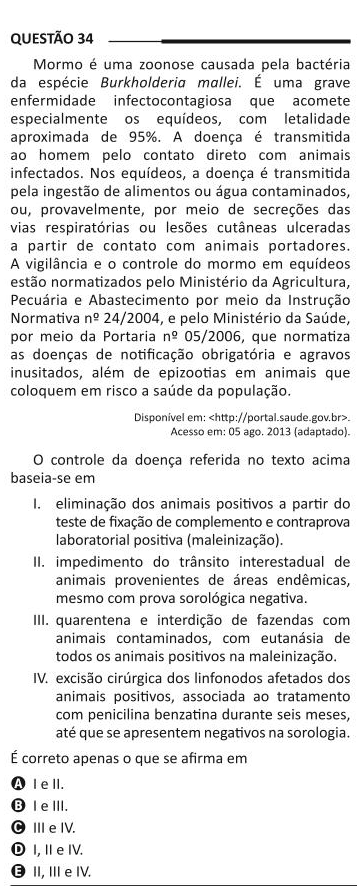 QUESTÃO 34
Mormo é uma zoonose causada pela bactéria
da espécie Burkholderia mallei. É uma grave
enfermidade infectocontagiosa que acomete
especialmente os equídeos, com letalidade
aproximada de 95%. A doença é transmitida
ao homem pelo contato direto com animais
infectados. Nos equídeos, a doença é transmitida
pela ingestão de alimentos ou água contaminados,
ou, provavelmente, por meio de secreções das
vias respiratórias ou lesões cutâneas ulceradas
a partir de contato com animais portadores.
A vigilância e o controle do mormo em equídeos
estão normatizados pelo Ministério da Agricultura,
Pecuária e Abastecimento por meio da Instrução
Normativa nº 24/2004, e pelo Ministério da Saúde,
por meio da Portaria nº 05/2006, que normatiza
as doenças de notificação obrigatória e agravos
inusitados, além de epizootias em animais que
coloquem em risco a saúde da população.
Disponível em: <http://portal.saude.gov.br>.
Acesso em: 05 ago. 2013 (adaptado).
O controle da doença referida no texto acima
baseia-se em
I. eliminação dos animais positivos a partir do
teste de fixação de complemento e contraprova
laboratorial positiva (maleinização).
II. impedimento do trânsito interestadual de
animais provenientes de áreas endêmicas,
mesmo com prova sorológica negativa.
III. quarentena e interdição de fazendas com
animais contaminados, com eutanásia de
todos os animais positivos na maleinização.
IV. excisão cirúrgica dos linfonodos afetados dos
animais positivos, associada ao tratamento
com penicilina benzatina durante seis meses,
até que se apresentem negativos na sorologia.
É correto apenas o que se afirma em
A I e II.
B I e III.
C III e IV.
D I, II e IV.
E II, III e IV.